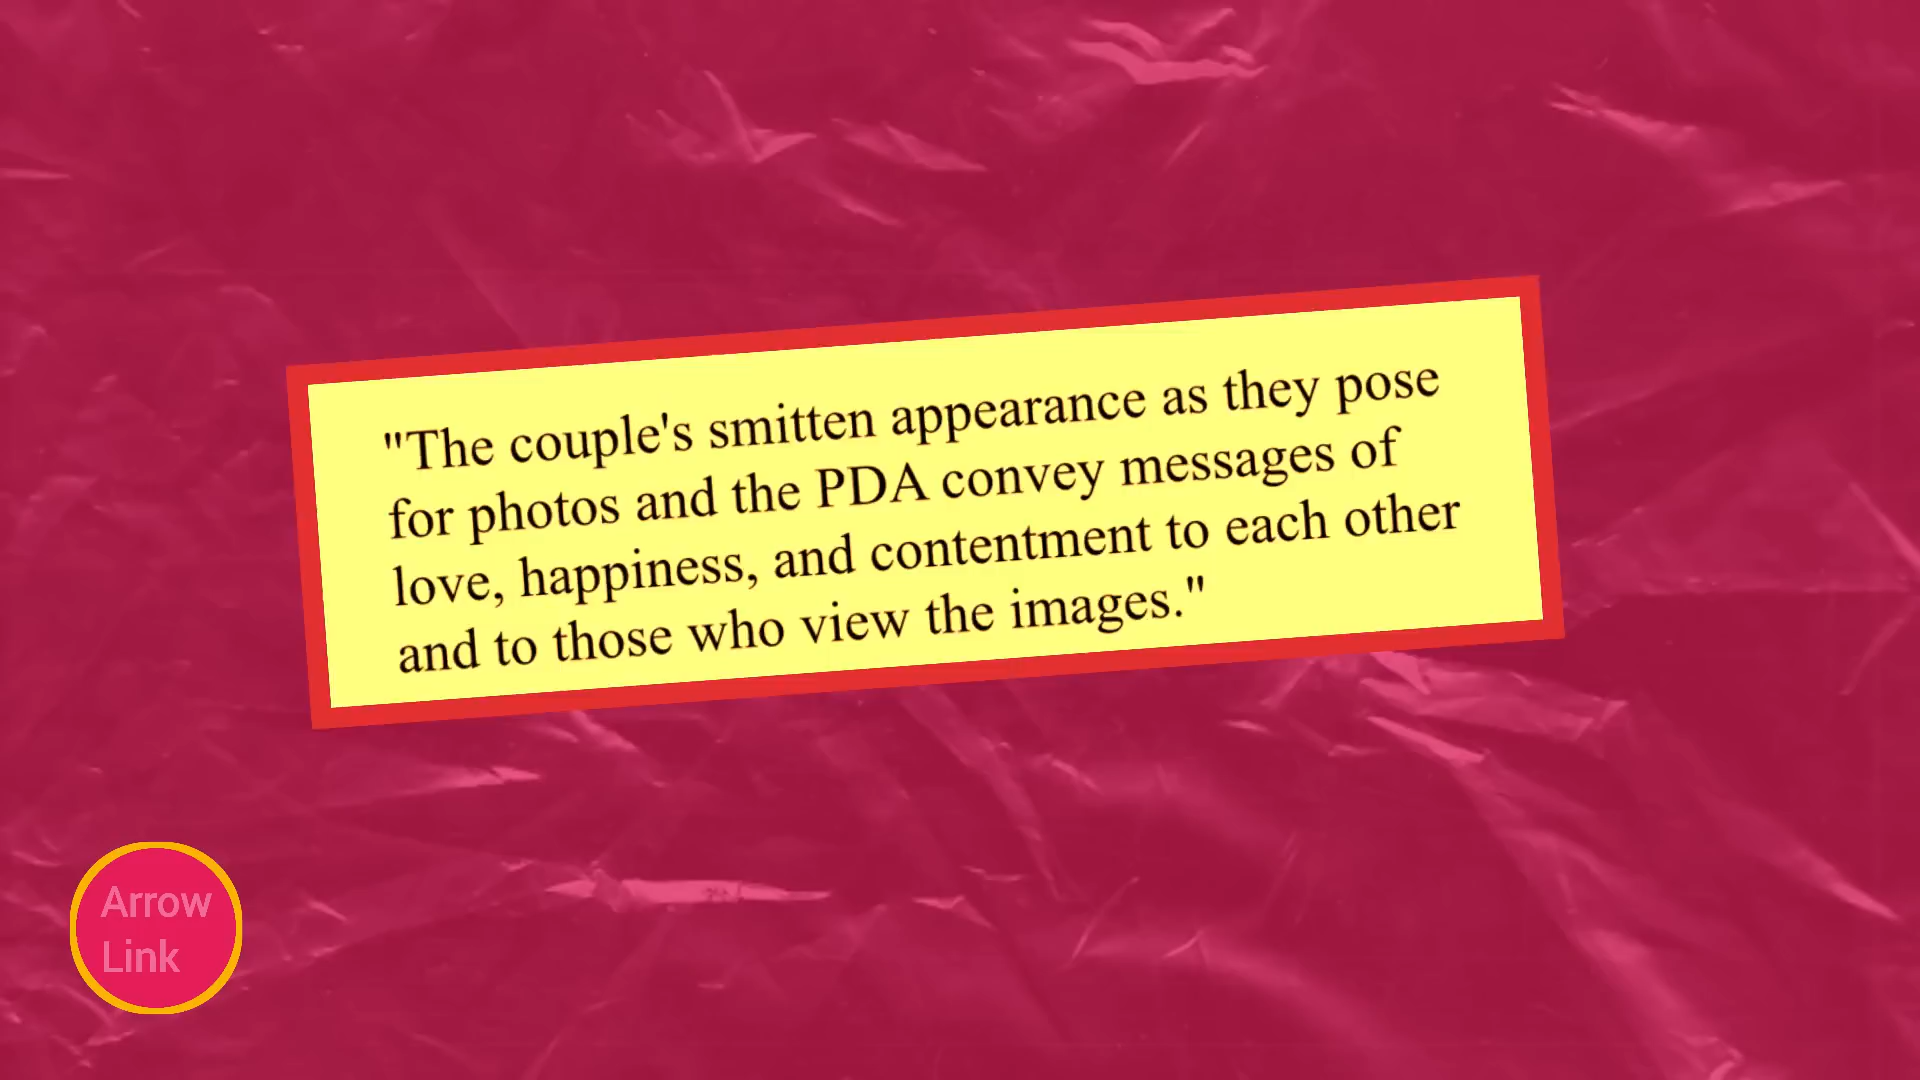 "The couple's smitten appearance as they pose
for photos and the PDA convey messages of
love, happiness, and contentment to each other
and to those who view the images."
Arrow
Link